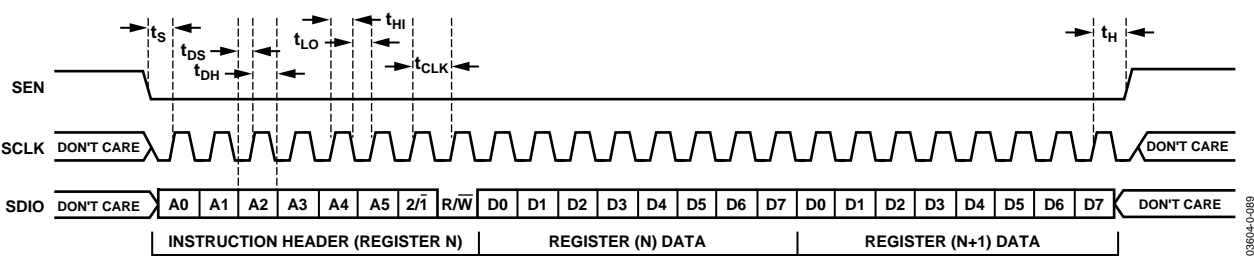 tS
tDS
tDH
tHI
tLO
tCLK
tH
SEN
SCLK DON'T CARE DON'T CARE
SDIO DON'T CARE A0 A1 A2 A3 A4 A5 2/1̅ R/W̅ D0 D1 D2 D3 D4 D5 D6 D7 D0 D1 D2 D3 D4 D5 D6 D7 DON'T CARE
INSTRUCTION HEADER (REGISTER N) REGISTER (N) DATA REGISTER (N+1) DATA
03604-0-089